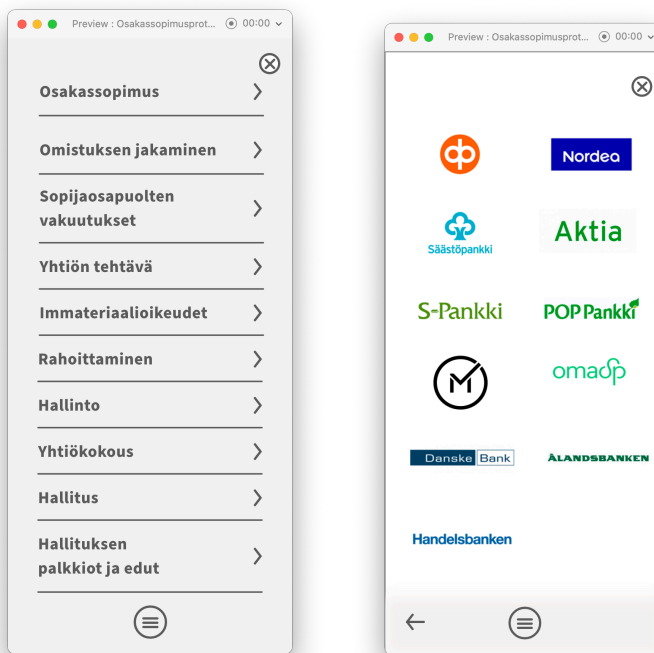 Preview : Osakassopimusprot... 00:00
Osakassopimus
Omistuksen jakaminen
Sopijaosapuolten
vakuutukset
Yhtiön tehtävä
Immateriaalioikeudet
Rahoittaminen
Hallinto
Yhtiökokous
Hallitus
Hallituksen
palkkiot ja edut
Preview : Osakassopimusprot... 00:00
Nordea
Säästöpankki
Aktia
S-Pankki
POP Pankki
omasp
Danske Bank
ÅLANDSBANKEN
Handelsbanken